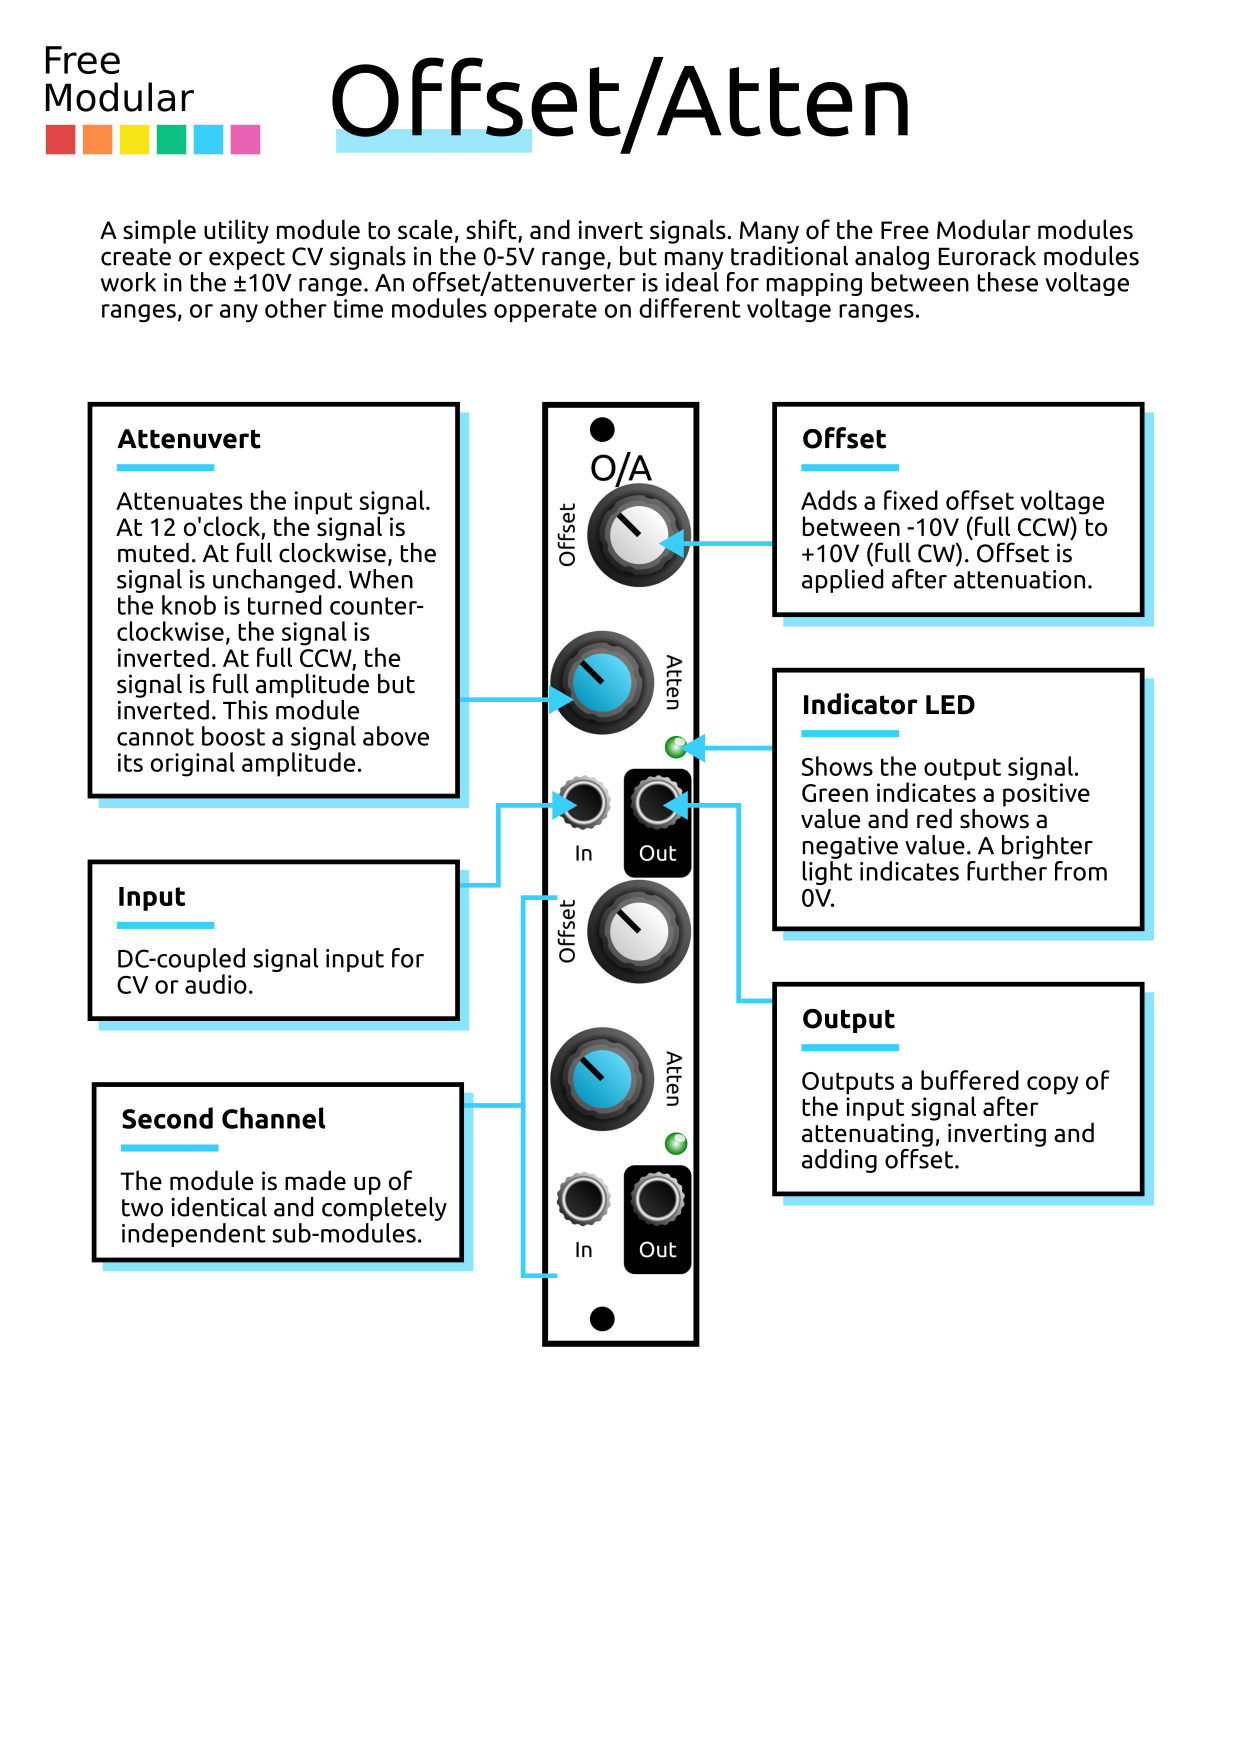 Free
Modular
Offset/Atten
A simple utility module to scale, shift, and invert signals. Many of the Free Modular modules
create or expect CV signals in the 0-5V range, but many traditional analog Eurorack modules
work in the ±10V range. An offset/attenuverter is ideal for mapping between these voltage
ranges, or any other time modules opperate on different voltage ranges.
Attenuvert
Attenuates the input signal.
At 12 o'clock, the signal is
muted. At full clockwise, the
signal is unchanged. When
the knob is turned counter-
clockwise, the signal is
inverted. At full CCW, the
signal is full amplitude but
inverted. This module
cannot boost a signal above
its original amplitude.
Input
DC-coupled signal input for
CV or audio.
Second Channel
The module is made up of
two identical and completely
independent sub-modules.
O/A
Offset
Atten
In
Out
Offset
Atten
In
Out
Offset
Adds a fixed offset voltage
between -10V (full CCW) to
+10V (full CW). Offset is
applied after attenuation.
Indicator LED
Shows the output signal.
Green indicates a positive
value and red shows a
negative value. A brighter
light indicates further from
0V.
Output
Outputs a buffered copy of
the input signal after
attenuating, inverting and
adding offset.